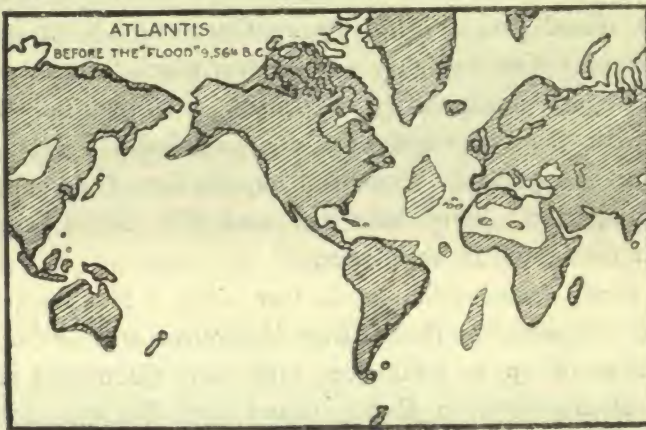 ATLANTIS
BEFORE THE "FLOOD" 9,564 B.C.